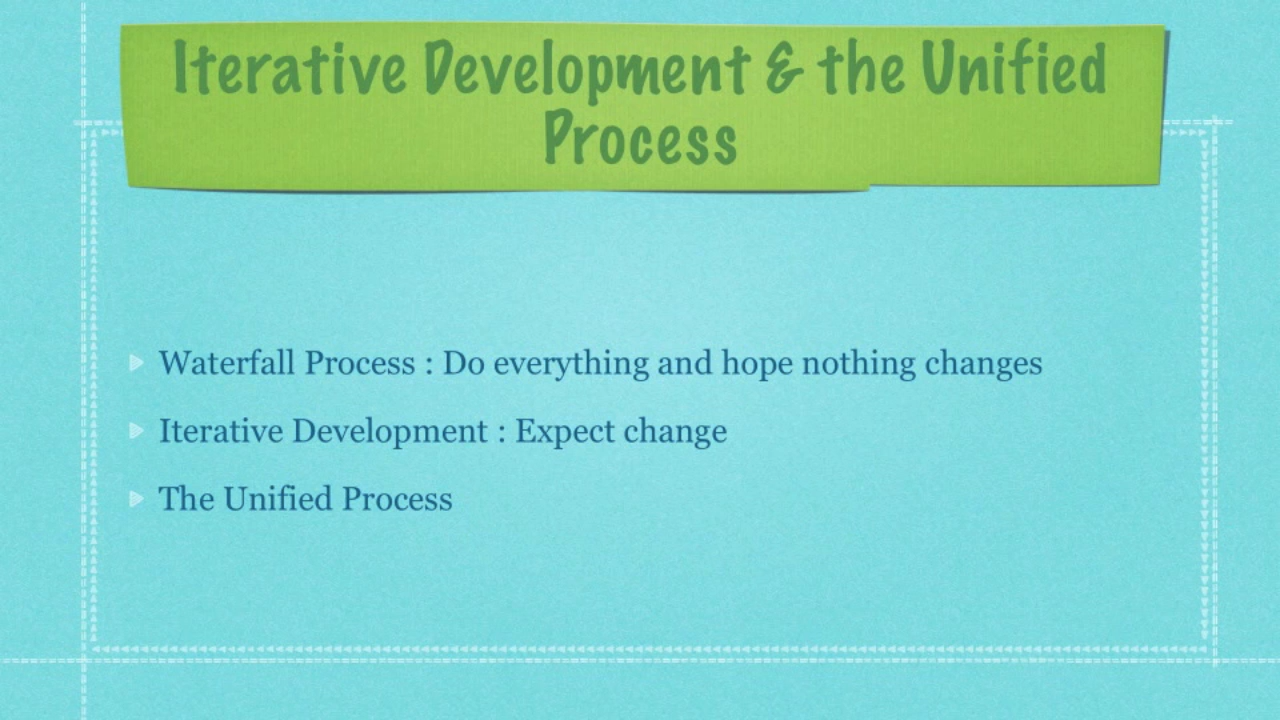 Iterative Development & the Unified
Process
Waterfall Process : Do everything and hope nothing changes
Iterative Development : Expect change
The Unified Process